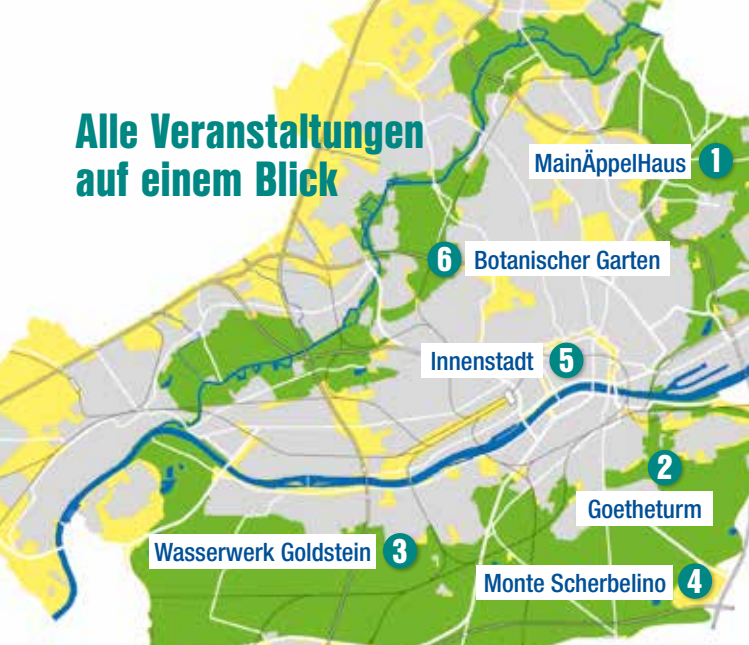 Alle Veranstaltungen
auf einem Blick
MainÄppelHaus 1
6 Botanischer Garten
Innenstadt 5
2
Goetheturm
Wasserwerk Goldstein 3
Monte Scherbelino 4